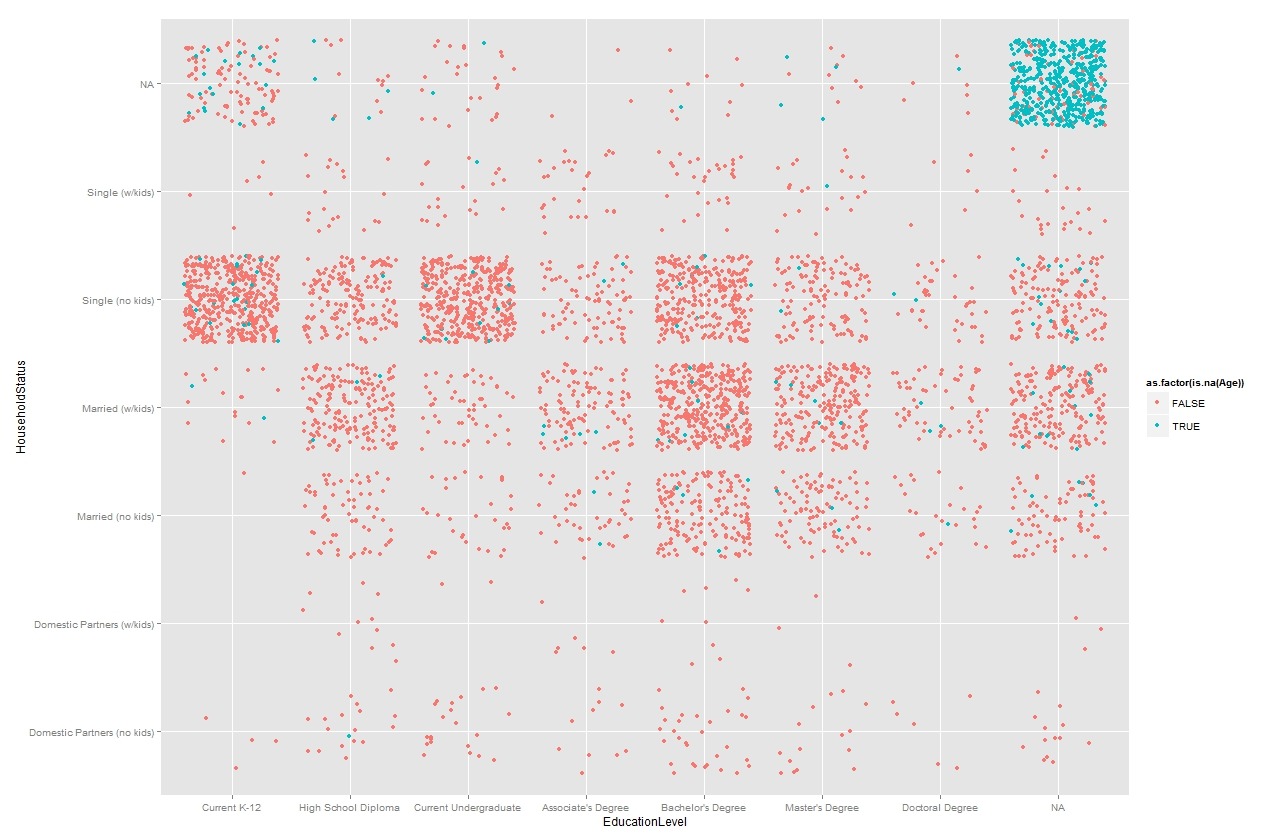 NA
Single (w/kids)
Single (no kids)
Married (w/kids)
Married (no kids)
Domestic Partners (w/kids)
Domestic Partners (no kids)
HouseholdStatus
Current K-12
High School Diploma
Current Undergraduate
Associate's Degree
Bachelor's Degree
Master's Degree
Doctoral Degree
NA
EducationLevel
as.factor(is.na(Age))
FALSE
TRUE